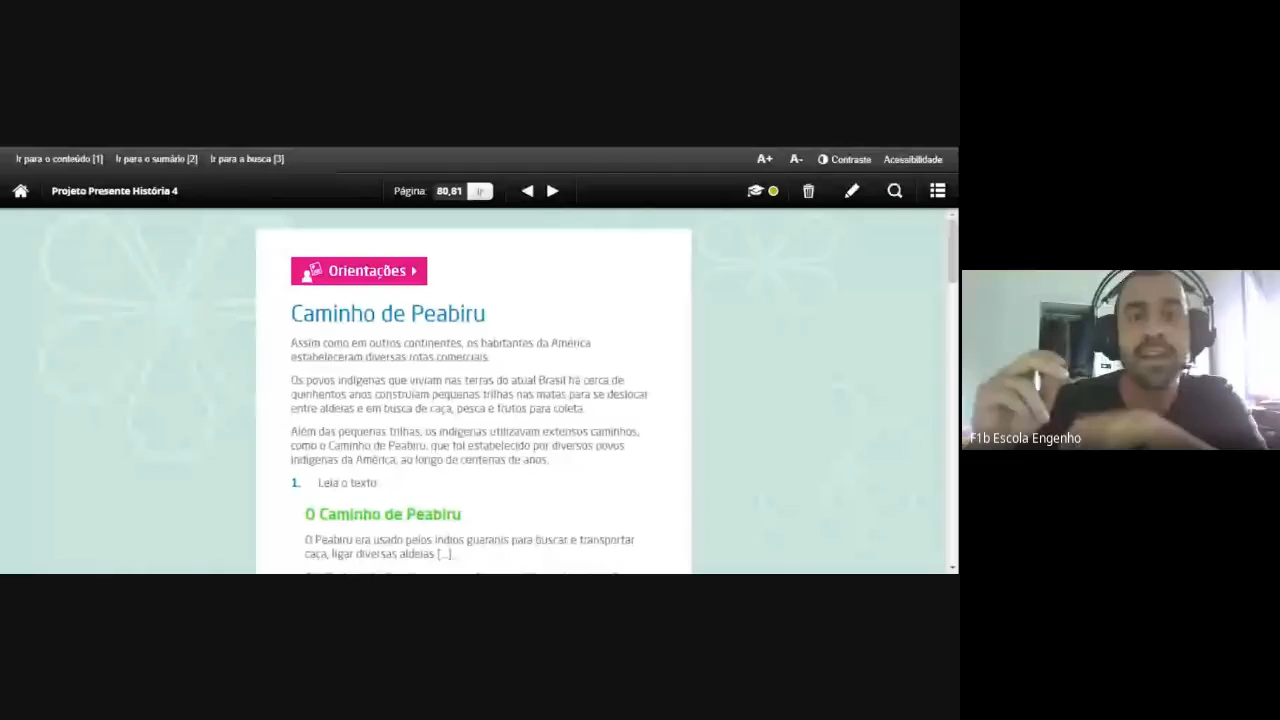 Ir para o conteúdo [1] Ir para o sumário [2] Ir para a busca [3] A+ A- Contraste Acessibilidade
Projeto Presente História 4 Página: 80,81 Ir
Orientações
Caminho de Peabiru
Assim como em outros continentes, os habitantes da América
estabeleceram diversas rotas comerciais.
Os povos indígenas que viviam nas terras do atual Brasil há cerca de
quinhentos anos construíam pequenas trilhas nas matas para se deslocar
entre aldeias e em busca de caça, pesca e frutos para coleta.
Além das pequenas trilhas, os indígenas utilizavam extensos caminhos,
como o Caminho de Peabiru, que foi estabelecido por diversos povos
indígenas da América, ao longo de centenas de anos.
1. Leia o texto.
O Caminho de Peabiru
O Peabiru era usado pelos índios guaranis para buscar e transportar
caça, ligar diversas aldeias [...].
F1b Escola Engenho